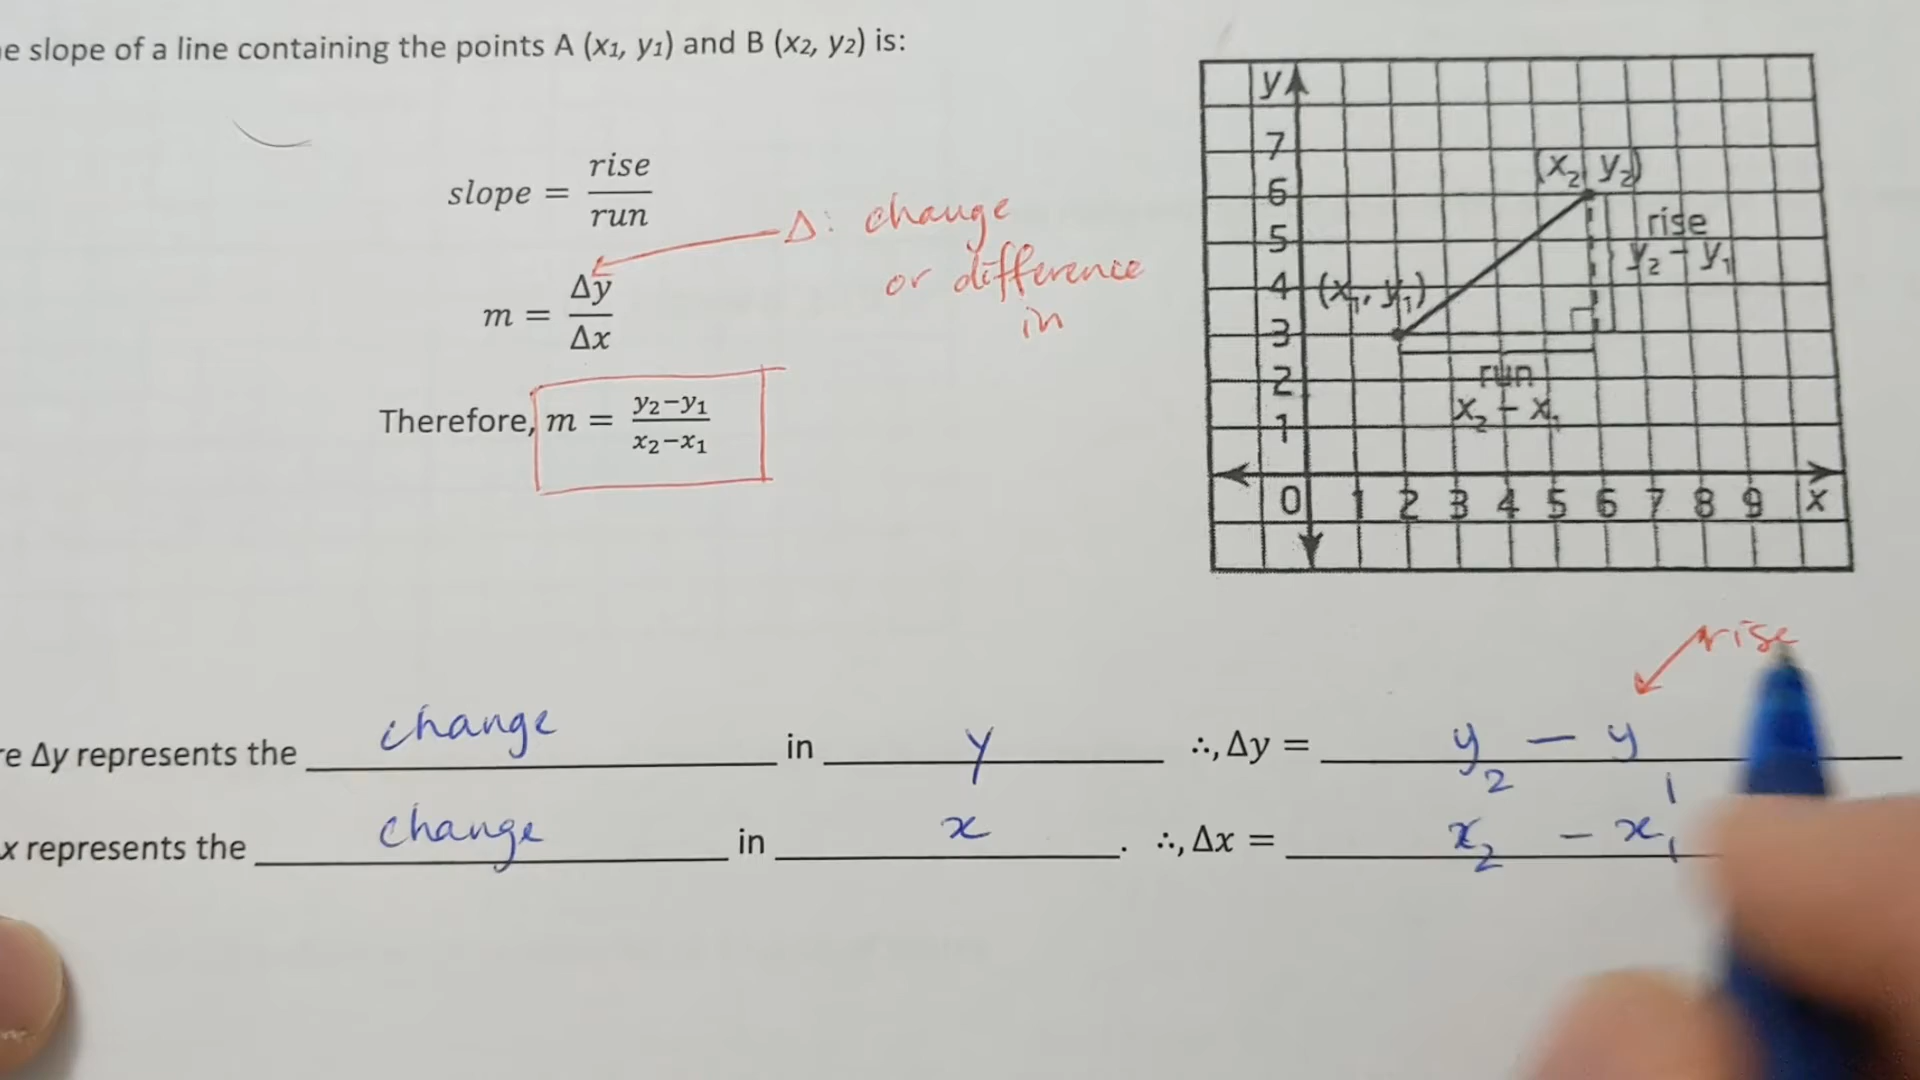 e slope of a line containing the points A (x₁, y₁) and B (x₂, y₂) is:
slope = rise/run
Δ: change
or difference
in
m = Δy/Δx
Therefore, m = y₂−y₁/x₂−x₁
y
7
6
5
4
3
2
1
0 1 2 3 4 5 6 7 8 9 x
(x₂ y₂)
rise
y₂ − y₁
(x₁, y₁)
run
x₂ − x₁
rise
re Δy represents the change in y ∴, Δy = y₂ − y₁
x represents the change in x . ∴, Δx = x₂ − x₁